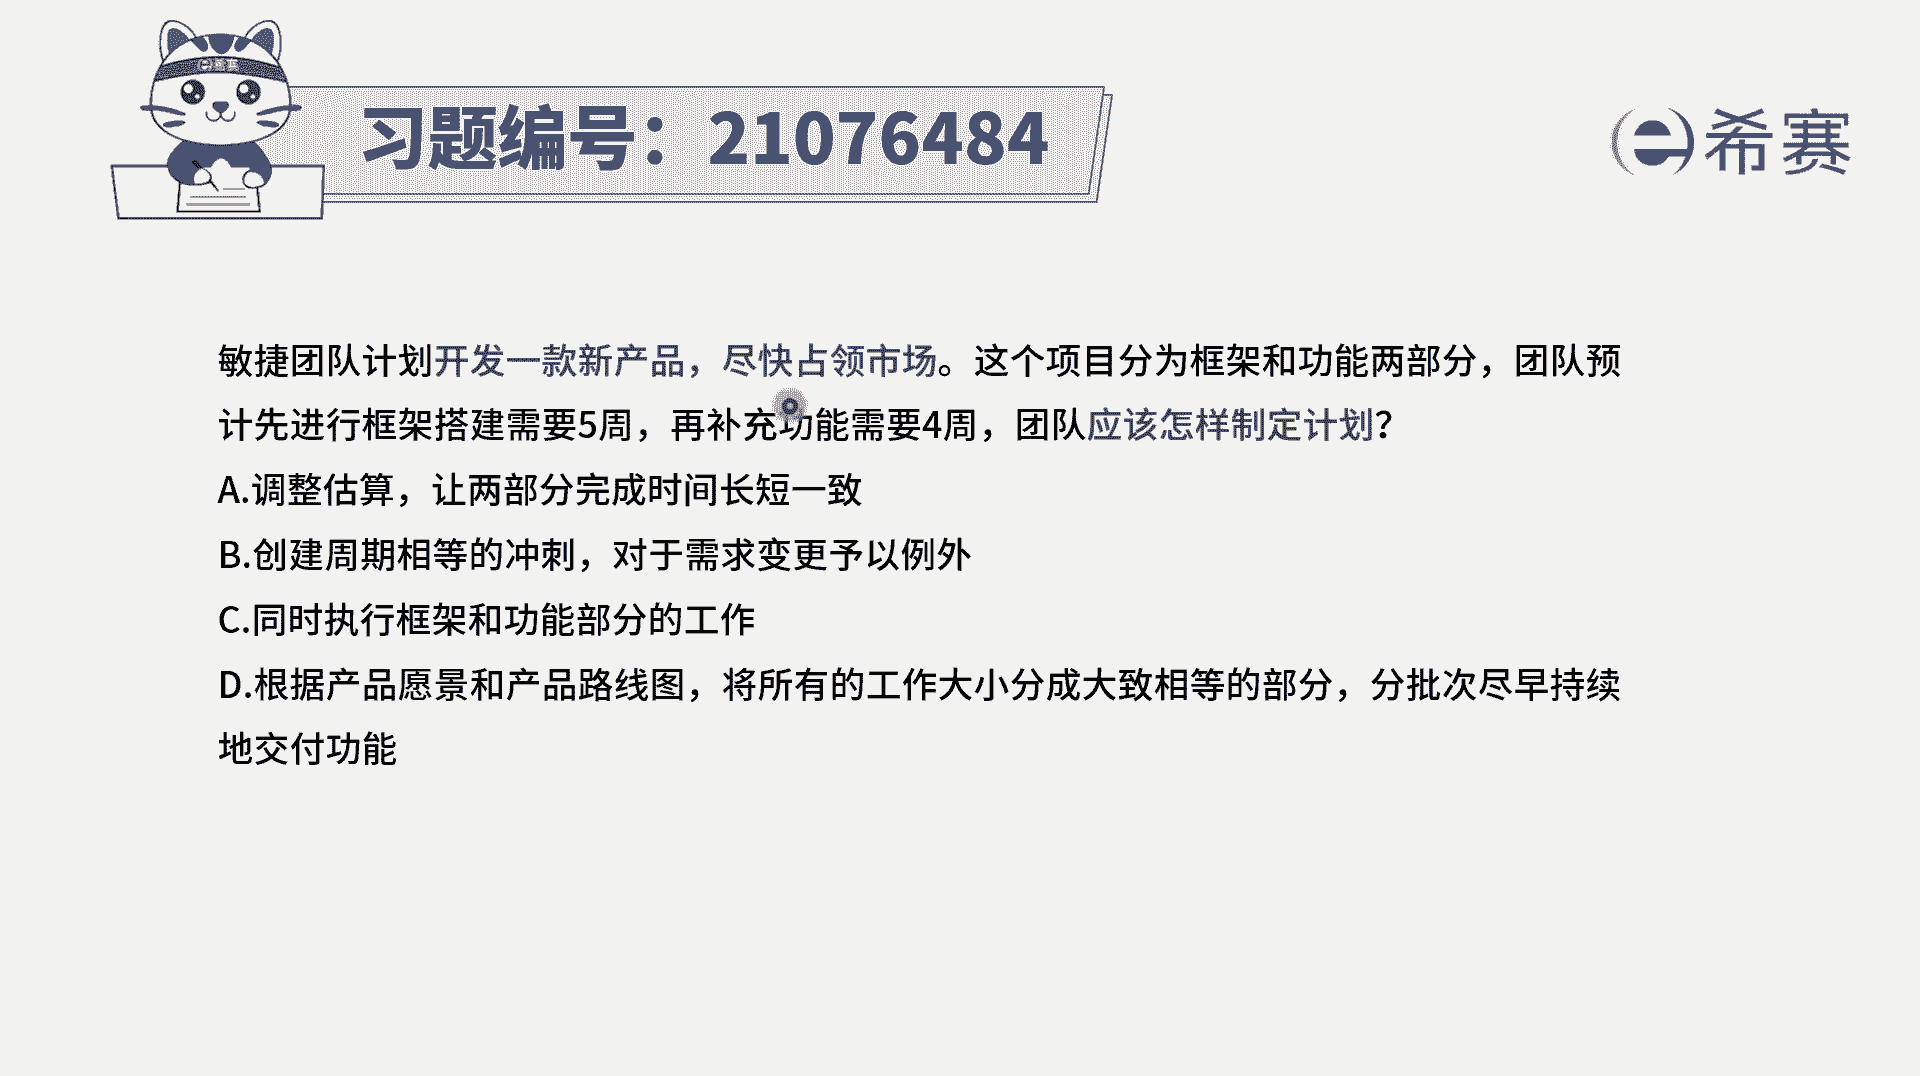 e希赛
习题编号：21076484
e希赛
敏捷团队计划开发一款新产品，尽快占领市场。这个项目分为框架和功能两部分，团队预
计先进行框架搭建需要5周，再补充功能需要4周，团队应该怎样制定计划？
A.调整估算，让两部分完成时间长短一致
B.创建周期相等的冲刺，对于需求变更予以例外
C.同时执行框架和功能部分的工作
D.根据产品愿景和产品路线图，将所有的工作大小分成大致相等的部分，分批次尽早持续
地交付功能